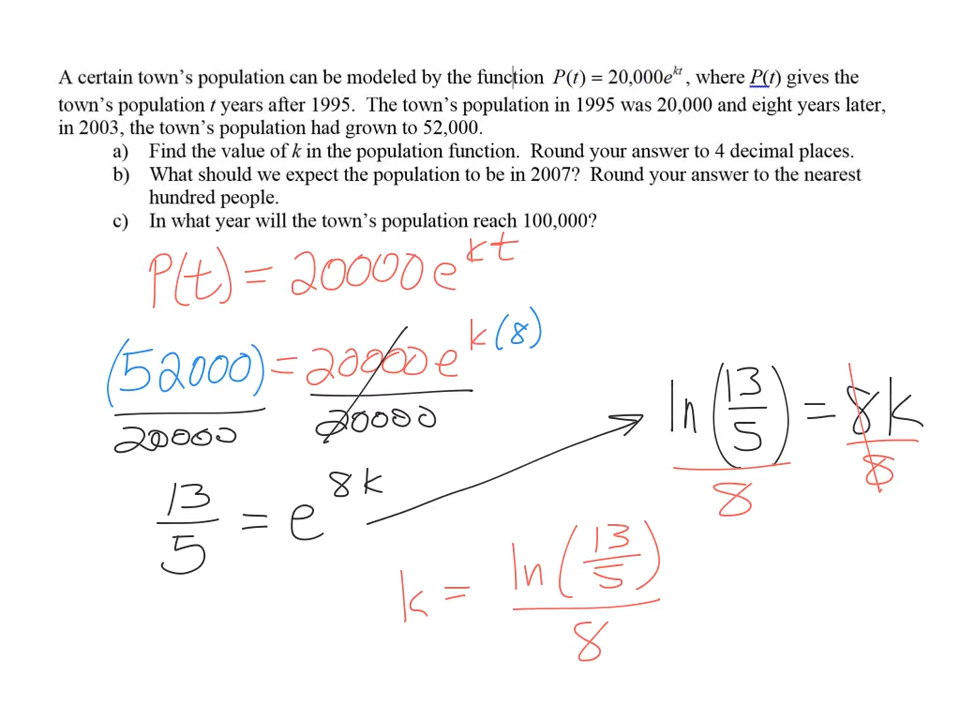 A certain town's population can be modeled by the function P(t) = 20,000e^{kt}, where P(t) gives the
town's population t years after 1995. The town's population in 1995 was 20,000 and eight years later,
in 2003, the town's population had grown to 52,000.
a) Find the value of k in the population function. Round your answer to 4 decimal places.
b) What should we expect the population to be in 2007? Round your answer to the nearest
hundred people.
c) In what year will the town's population reach 100,000?
P(t) = 20000e^{kt}
(52000) = 20000e^{k(8)}
20000 20000
13/5 = e^{8k}
ln(13/5) = 8k
8 8
k = ln(13/5)
8